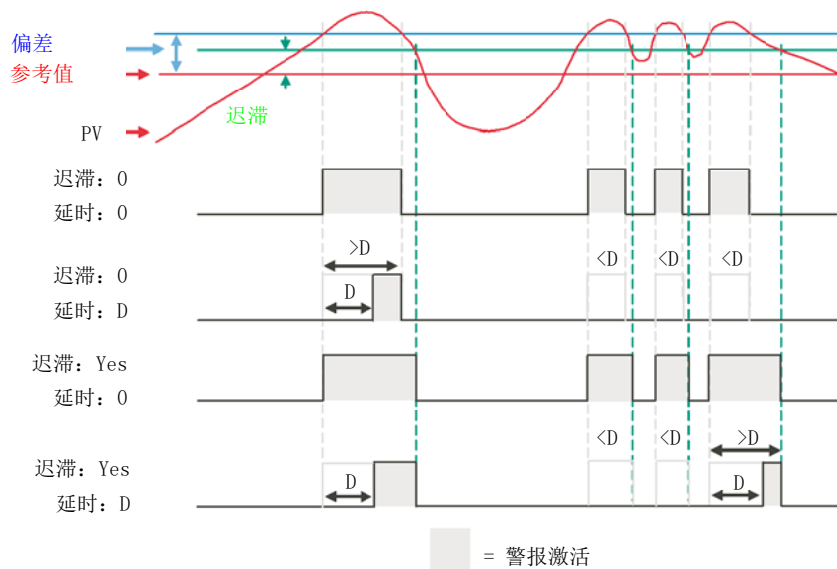 偏差
参考值
迟滞
PV
迟滞: 0
延时: 0
>D
<D
<D
<D
迟滞: 0
D
延时: D
迟滞: Yes
延时: 0
<D
<D
>D
迟滞: Yes
D
D
延时: D
= 警报激活